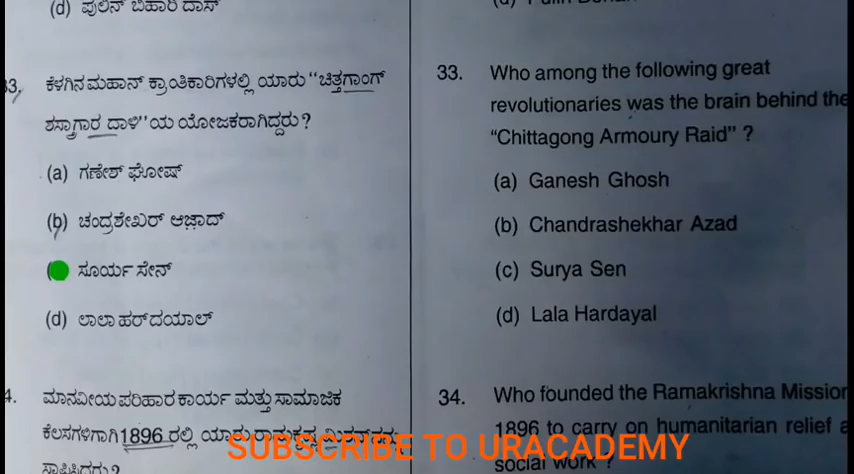 (d) ಪುಲಿನ್ ಬಿಹಾರಿ ದಾಸ್
33. ಕೆಳಗಿನ ಮಹಾನ್ ಕ್ರಾಂತಿಕಾರಿಗಳಲ್ಲಿ ಯಾರು "ಚಿತ್ತಗಾಂಗ್
ಶಸ್ತ್ರಾಗಾರ ದಾಳಿ"ಯ ಯೋಜಕರಾಗಿದ್ದರು?
(a) ಗಣೇಶ್ ಘೋಷ್
(b) ಚಂದ್ರಶೇಖರ್ ಆಜ಼ಾದ್
ಸೂರ್ಯ ಸೇನ್
(d) ಲಾಲಾ ಹರ್‌ದಯಾಲ್
4. ಮಾನವೀಯ ಪರಿಹಾರ ಕಾರ್ಯ ಮತ್ತು ಸಾಮಾಜಿಕ
ಕೆಲಸಗಳಿಗಾಗಿ 1896 ರಲ್ಲಿ ಯಾರು
33. Who among the following great
revolutionaries was the brain behind the
"Chittagong Armoury Raid" ?
(a) Ganesh Ghosh
(b) Chandrashekhar Azad
(c) Surya Sen
(d) Lala Hardayal
34. Who founded the Ramakrishna Mission
1896 to carry on humanitarian relief a
social work ?
SUBSCRIBE TO URACADEMY